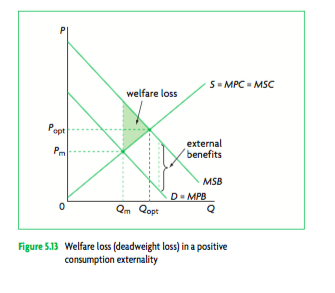 P
welfare loss
S = MPC = MSC
Popt
Pm
external
benefits
MSB
D = MPB
0
Qm Qopt
Q
Figure 5.13 Welfare loss (deadweight loss) in a positive
consumption externality